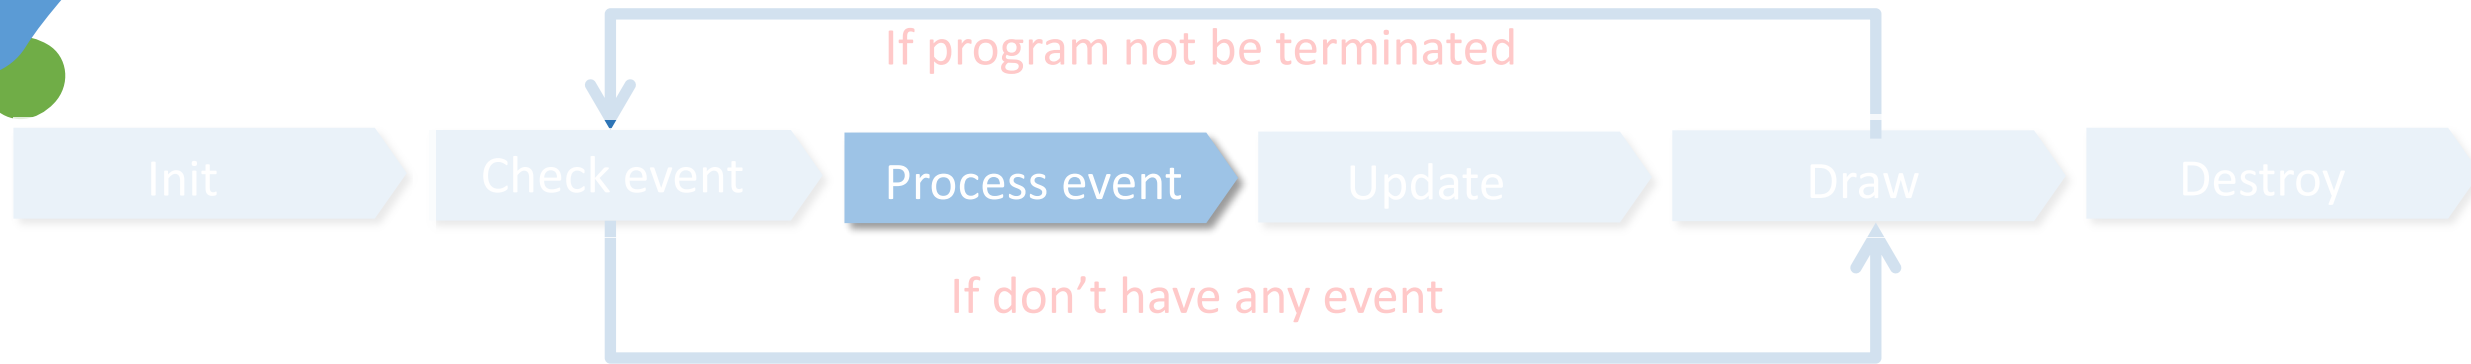 If program not be terminated
Init
Check event
Process event
Update
Draw
Destroy
If don’t have any event